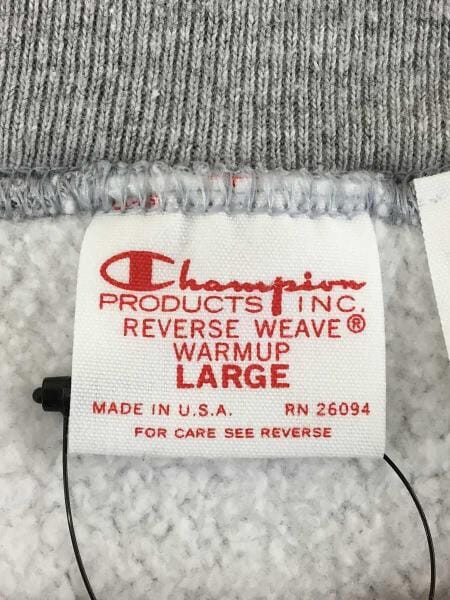 Champion
PRODUCTS INC.
REVERSE WEAVE®
WARMUP
LARGE
MADE IN U.S.A. RN 26094
FOR CARE SEE REVERSE